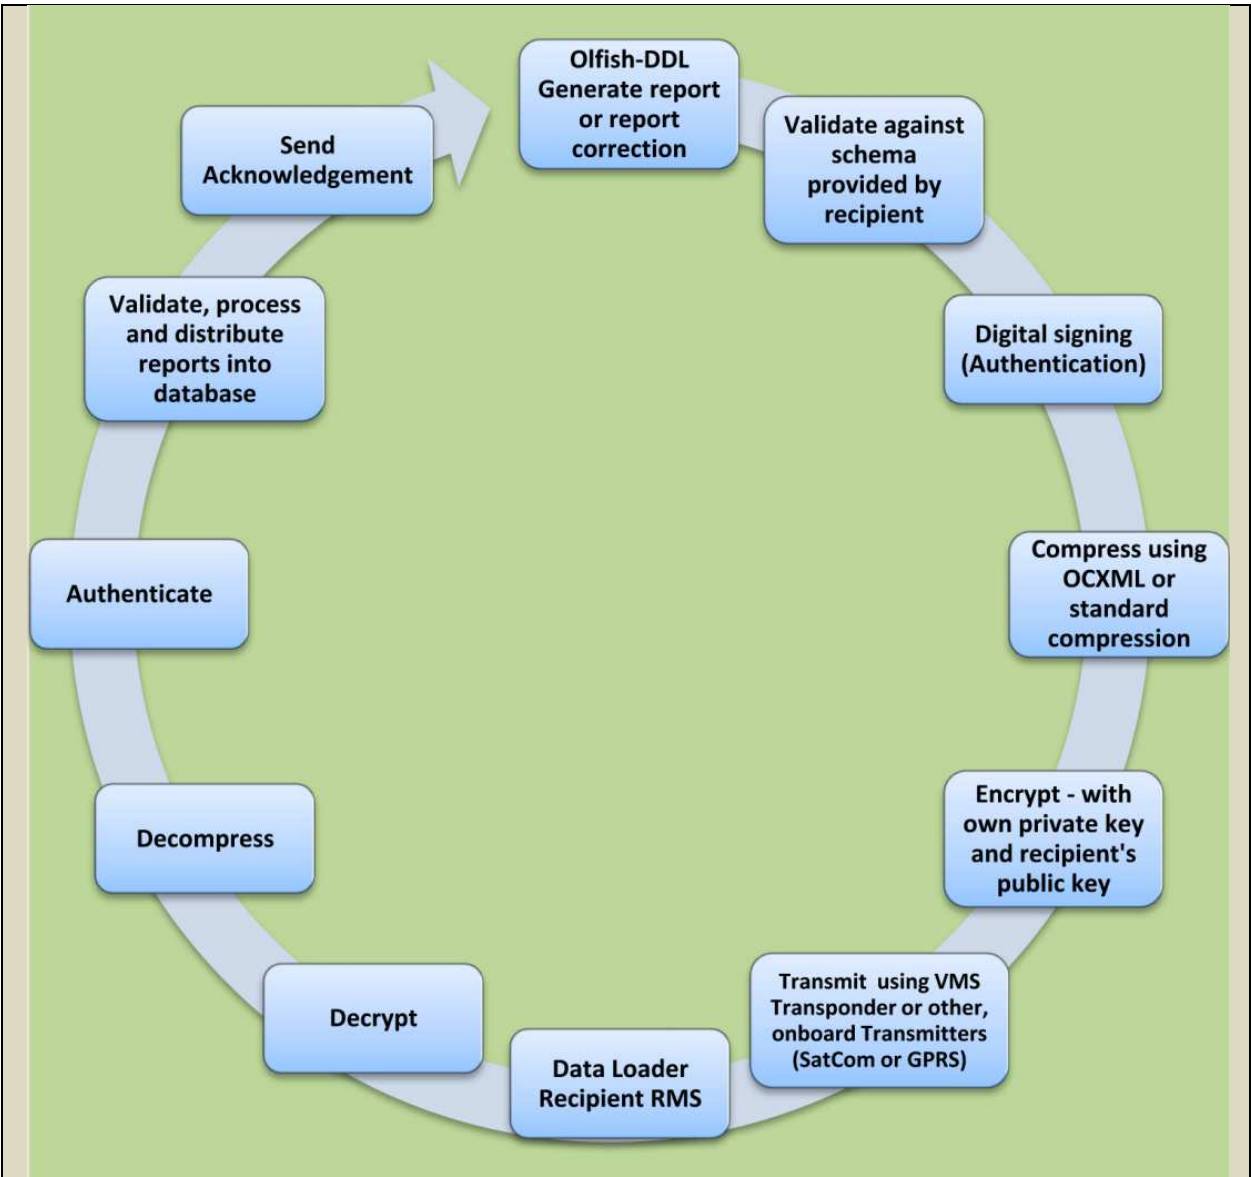 Olfish-DDL
Generate report
or report
correction
Validate against
schema
provided by
recipient
Digital signing
(Authentication)
Compress using
OCXML or
standard
compression
Encrypt - with
own private key
and recipient's
public key
Transmit using VMS
Transponder or other,
onboard Transmitters
(SatCom or GPRS)
Data Loader
Recipient RMS
Decrypt
Decompress
Authenticate
Validate, process
and distribute
reports into
database
Send
Acknowledgement